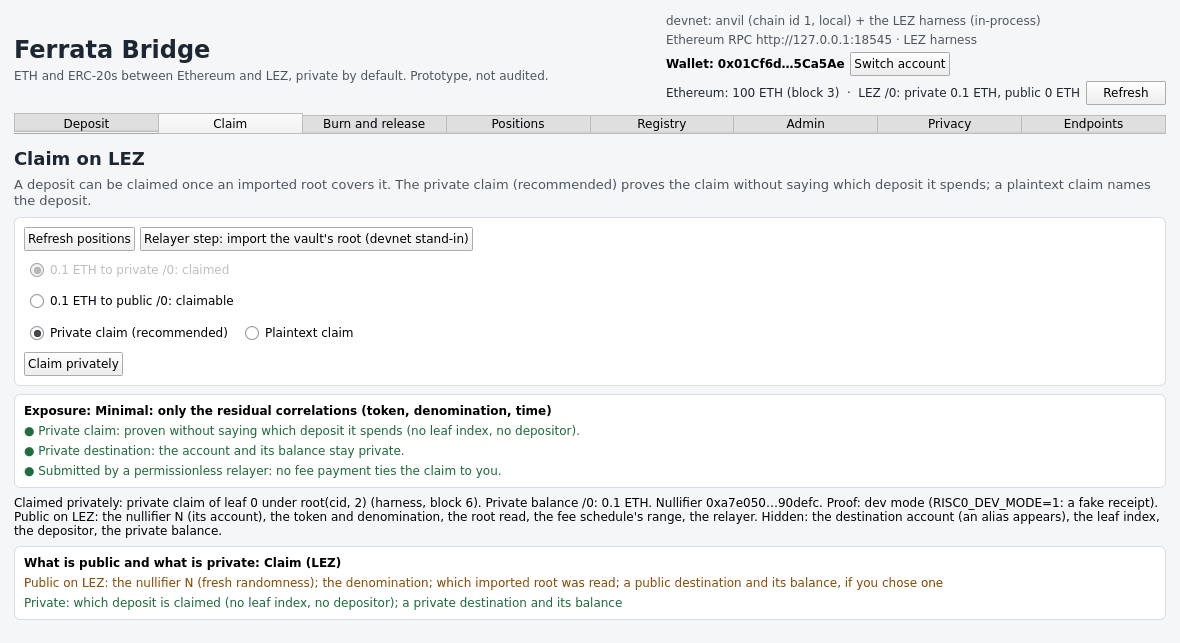 Ferrata Bridge
ETH and ERC-20s between Ethereum and LEZ, private by default. Prototype, not audited.
devnet: anvil (chain id 1, local) + the LEZ harness (in-process)
Ethereum RPC http://127.0.0.1:18545 · LEZ harness
Wallet: 0x01Cf6d…5Ca5Ae Switch account
Ethereum: 100 ETH (block 3) · LEZ /0: private 0.1 ETH, public 0 ETH Refresh
Deposit Claim Burn and release Positions Registry Admin Privacy Endpoints
Claim on LEZ
A deposit can be claimed once an imported root covers it. The private claim (recommended) proves the claim without saying which deposit it spends; a plaintext claim names
the deposit.
Refresh positions Relayer step: import the vault's root (devnet stand-in)
0.1 ETH to private /0: claimed
0.1 ETH to public /0: claimable
Private claim (recommended) Plaintext claim
Claim privately
Exposure: Minimal: only the residual correlations (token, denomination, time)
● Private claim: proven without saying which deposit it spends (no leaf index, no depositor).
● Private destination: the account and its balance stay private.
● Submitted by a permissionless relayer: no fee payment ties the claim to you.
Claimed privately: private claim of leaf 0 under root(cid, 2) (harness, block 6). Private balance /0: 0.1 ETH. Nullifier 0xa7e050…90defc. Proof: dev mode (RISC0_DEV_MODE=1: a fake receipt).
Public on LEZ: the nullifier N (its account), the token and denomination, the root read, the fee schedule's range, the relayer. Hidden: the destination account (an alias appears), the leaf index,
the depositor, the private balance.
What is public and what is private: Claim (LEZ)
Public on LEZ: the nullifier N (fresh randomness); the denomination; which imported root was read; a public destination and its balance, if you chose one
Private: which deposit is claimed (no leaf index, no depositor); a private destination and its balance